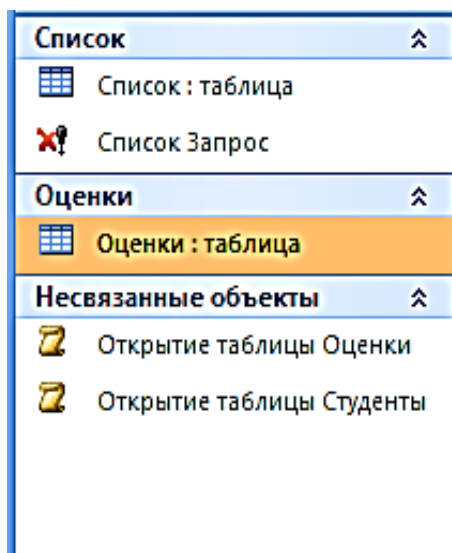 Список
Список : таблица
Список Запрос
Оценки
Оценки : таблица
Несвязанные объекты
Открытие таблицы Оценки
Открытие таблицы Студенты